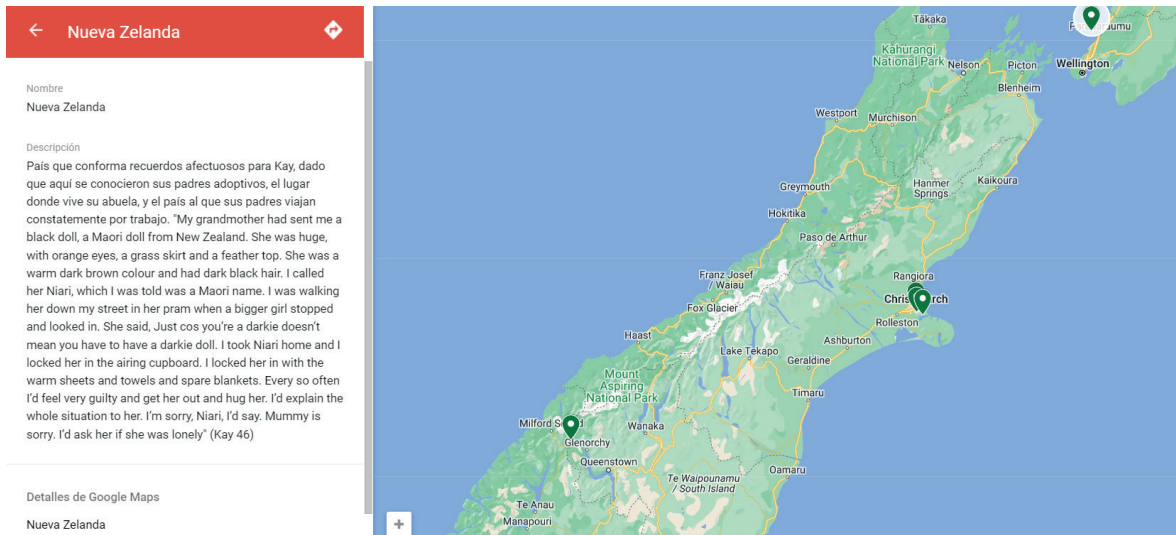 Nueva Zelanda
Nombre
Nueva Zelanda
Descripción
País que conforma recuerdos afectuosos para Kay, dado
que aquí se conocieron sus padres adoptivos, el lugar
donde vive su abuela, y el país al que sus padres viajan
constatemente por trabajo. "My grandmother had sent me a
black doll, a Maori doll from New Zealand. She was huge,
with orange eyes, a grass skirt and a feather top. She was a
warm dark brown colour and had dark black hair. I called
her Niari, which I was told was a Maori name. I was walking
her down my street in her pram when a bigger girl stopped
and looked in. She said, Just cos you're a darkie doesn't
mean you have to have a darkie doll. I took Niari home and I
locked her in the airing cupboard. I locked her in with the
warm sheets and towels and spare blankets. Every so often
I'd feel very guilty and get her out and hug her. I'd explain the
whole situation to her. I'm sorry, Niari, I'd say. Mummy is
sorry. I'd ask her if she was lonely" (Kay 46)
Detalles de Google Maps
Nueva Zelanda
Tākaka
Kahurangi
National Park
Nelson
Picton
Wellington
Blenheim
Westport
Murchison
Greymouth
Hanmer
Springs
Kaikoura
Hokitika
Paso de Arthur
Franz Josef
/ Waiau
Rangiora
Fox Glacier
Rolleston
Haast
Ashburton
Lake Tekapo
Geraldine
Mount
Aspiring
National Park
Timaru
Wanaka
Glenorchy
Queenstown
Oamaru
Te Waipounamu
/ South Island
Te Anau
Manapouri
+